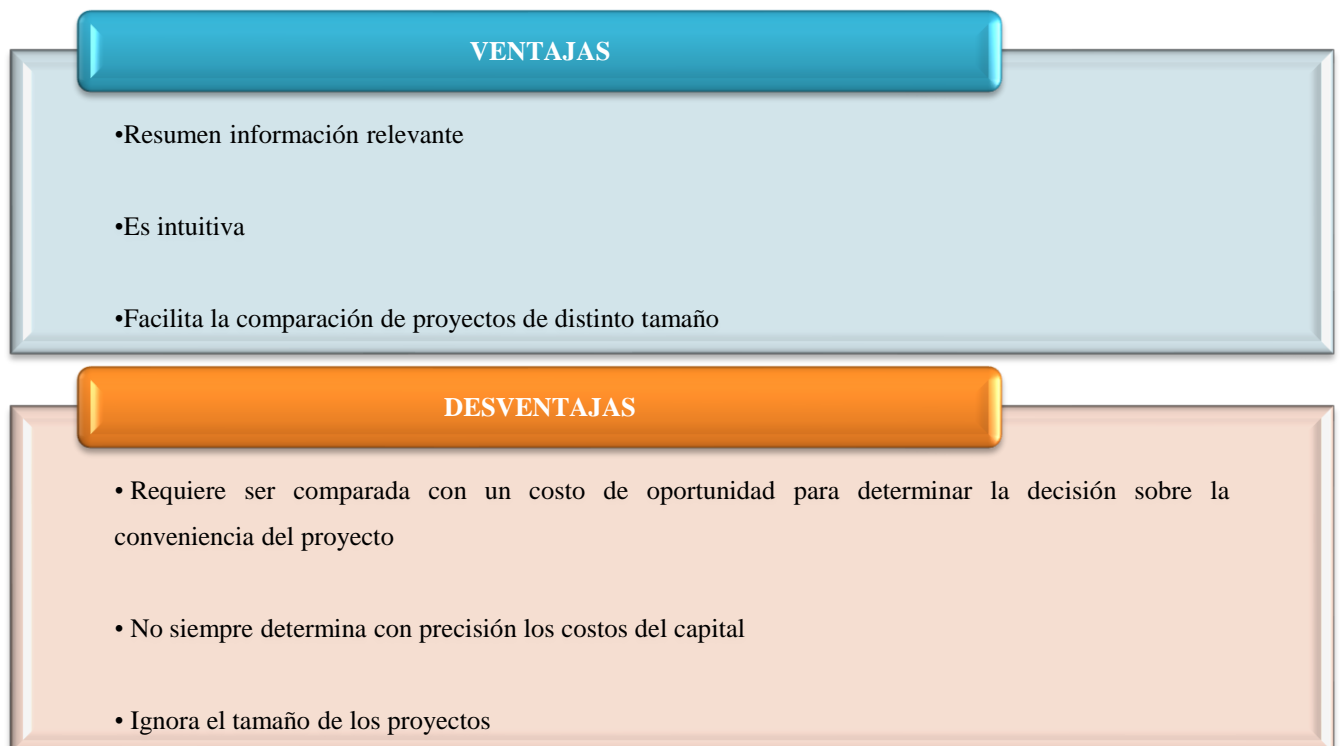 VENTAJAS
•Resumen información relevante
•Es intuitiva
•Facilita la comparación de proyectos de distinto tamaño
DESVENTAJAS
• Requiere ser comparada con un costo de oportunidad para determinar la decisión sobre la
conveniencia del proyecto
• No siempre determina con precisión los costos del capital
• Ignora el tamaño de los proyectos